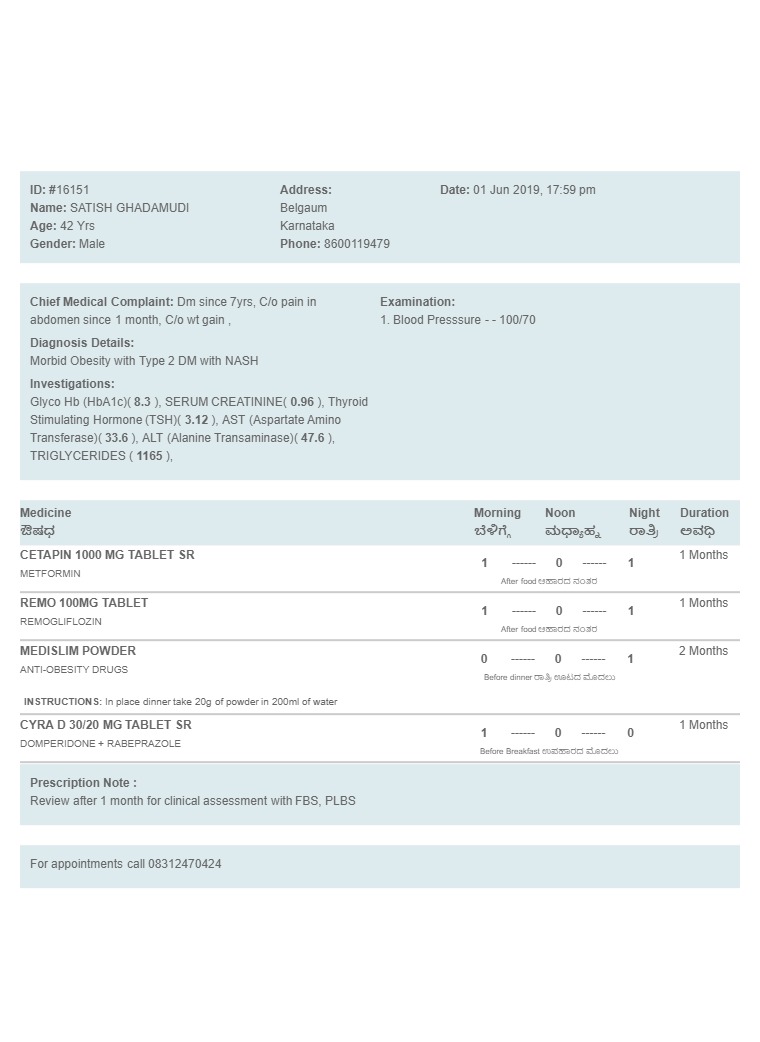 ID: #16151
Name: SATISH GHADAMUDI
Age: 42 Yrs
Gender: Male
Address:
Belgaum
Karnataka
Phone: 8600119479
Date: 01 Jun 2019, 17:59 pm
Chief Medical Complaint: Dm since 7yrs, C/o pain in
abdomen since 1 month, C/o wt gain ,
Diagnosis Details:
Morbid Obesity with Type 2 DM with NASH
Investigations:
Glyco Hb (HbA1c)( 8.3 ), SERUM CREATININE( 0.96 ), Thyroid
Stimulating Hormone (TSH)( 3.12 ), AST (Aspartate Amino
Transferase)( 33.6 ), ALT (Alanine Transaminase)( 47.6 ),
TRIGLYCERIDES ( 1165 ),
Examination:
1. Blood Presssure - - 100/70
Medicine Morning Noon Night Duration
ಔಷಧ ಬೆಳಿಗ್ಗೆ ಮಧ್ಯಾಹ್ನ ರಾತ್ರಿ ಅವಧಿ
CETAPIN 1000 MG TABLET SR 1 ------ 0 ------ 1 1 Months
METFORMIN After food ಆಹಾರದ ನಂತರ
REMO 100MG TABLET 1 ------ 0 ------ 1 1 Months
REMOGLIFLOZIN After food ಆಹಾರದ ನಂತರ
MEDISLIM POWDER 0 ------ 0 ------ 1 2 Months
ANTI-OBESITY DRUGS Before dinner ರಾತ್ರಿ ಊಟದ ಮೊದಲು
INSTRUCTIONS: In place dinner take 20g of powder in 200ml of water
CYRA D 30/20 MG TABLET SR 1 ------ 0 ------ 0 1 Months
DOMPERIDONE + RABEPRAZOLE Before Breakfast ಉಪಹಾರದ ಮೊದಲು
Prescription Note :
Review after 1 month for clinical assessment with FBS, PLBS
For appointments call 08312470424